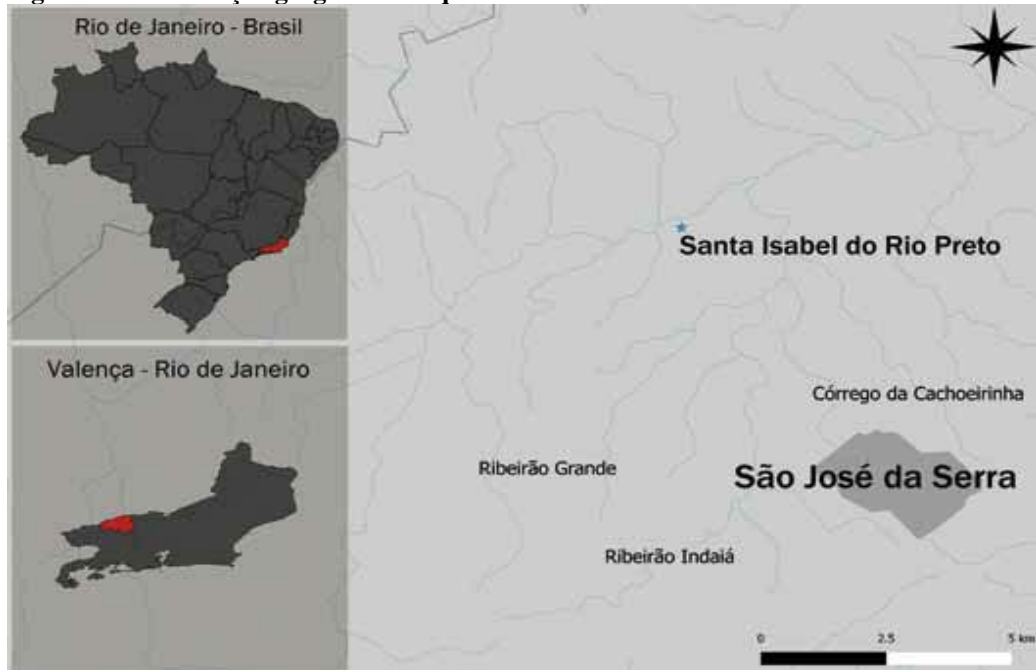 Rio de Janeiro - Brasil
Santa Isabel do Rio Preto
Valença - Rio de Janeiro
Córrego da Cachoeirinha
Ribeirão Grande
São José da Serra
Ribeirão Indaiá
0 2.5 5 km